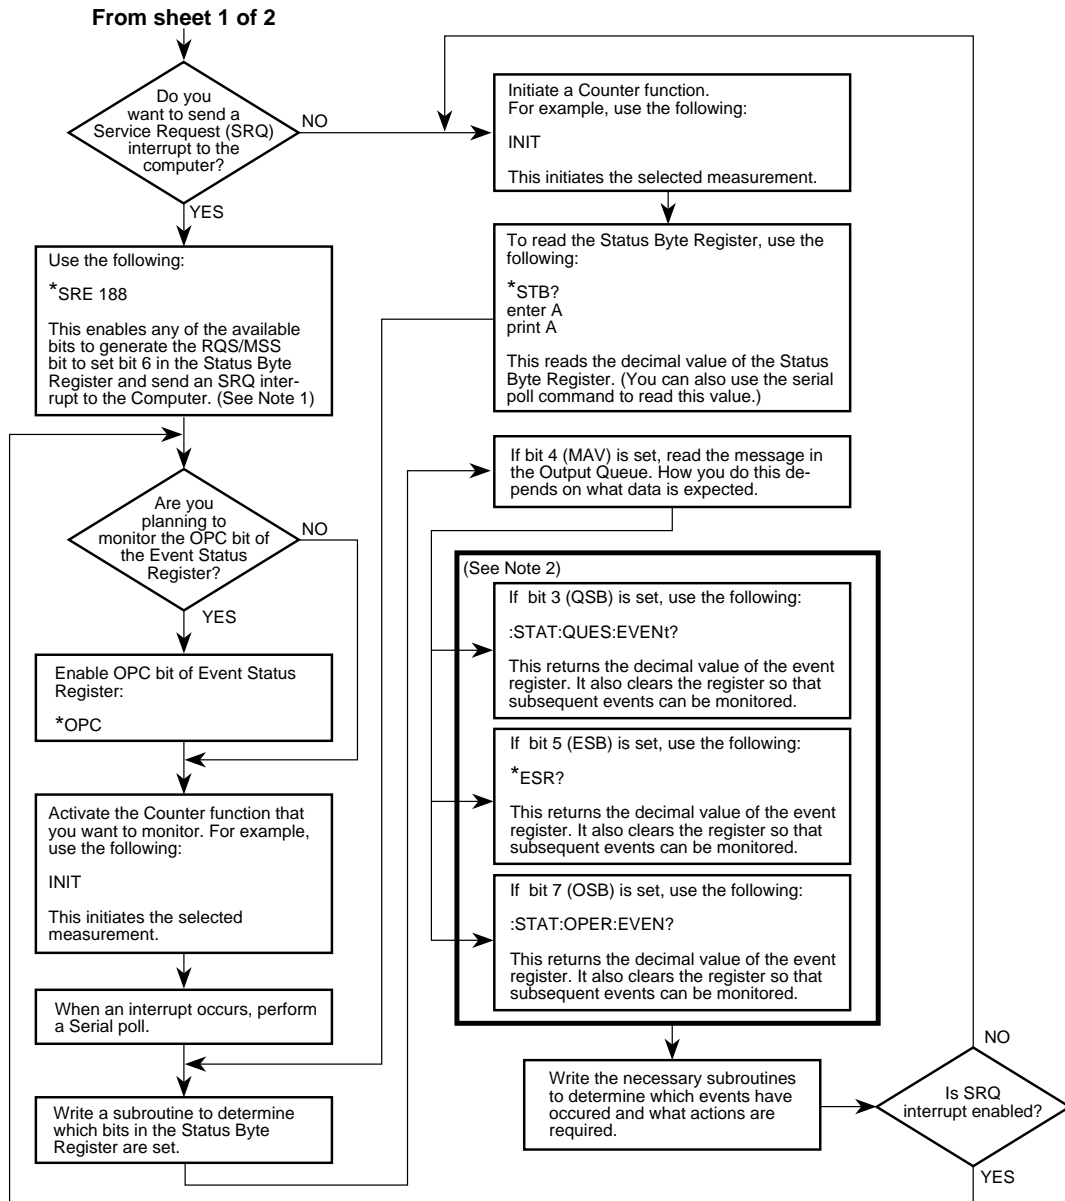 From sheet 1 of 2
Do you
want to send a
Service Request (SRQ)
interrupt to the
computer?
NO
YES
Use the following:
*SRE 188
This enables any of the available
bits to generate the RQS/MSS
bit to set bit 6 in the Status Byte
Register and send an SRQ inter-
rupt to the Computer. (See Note 1)
Are you
planning to
monitor the OPC bit of
the Event Status
Register?
NO
YES
Enable OPC bit of Event Status
Register:
*OPC
Activate the Counter function that
you want to monitor. For example,
use the following:
INIT
This initiates the selected
measurement.
When an interrupt occurs, perform
a Serial poll.
Write a subroutine to determine
which bits in the Status Byte
Register are set.
Initiate a Counter function.
For example, use the following:
INIT
This initiates the selected measurement.
To read the Status Byte Register, use the
following:
*STB?
enter A
print A
This reads the decimal value of the Status
Byte Register. (You can also use the serial
poll command to read this value.)
If bit 4 (MAV) is set, read the message in
the Output Queue. How you do this de-
pends on what data is expected.
(See Note 2)
If bit 3 (QSB) is set, use the following:
:STAT:QUES:EVENt?
This returns the decimal value of the event
register. It also clears the register so that
subsequent events can be monitored.
If bit 5 (ESB) is set, use the following:
*ESR?
This returns the decimal value of the event
register. It also clears the register so that
subsequent events can be monitored.
If bit 7 (OSB) is set, use the following:
:STAT:OPER:EVEN?
This returns the decimal value of the event
register. It also clears the register so that
subsequent events can be monitored.
Write the necessary subroutines
to determine which events have
occured and what actions are
required.
NO
Is SRQ
interrupt enabled?
YES